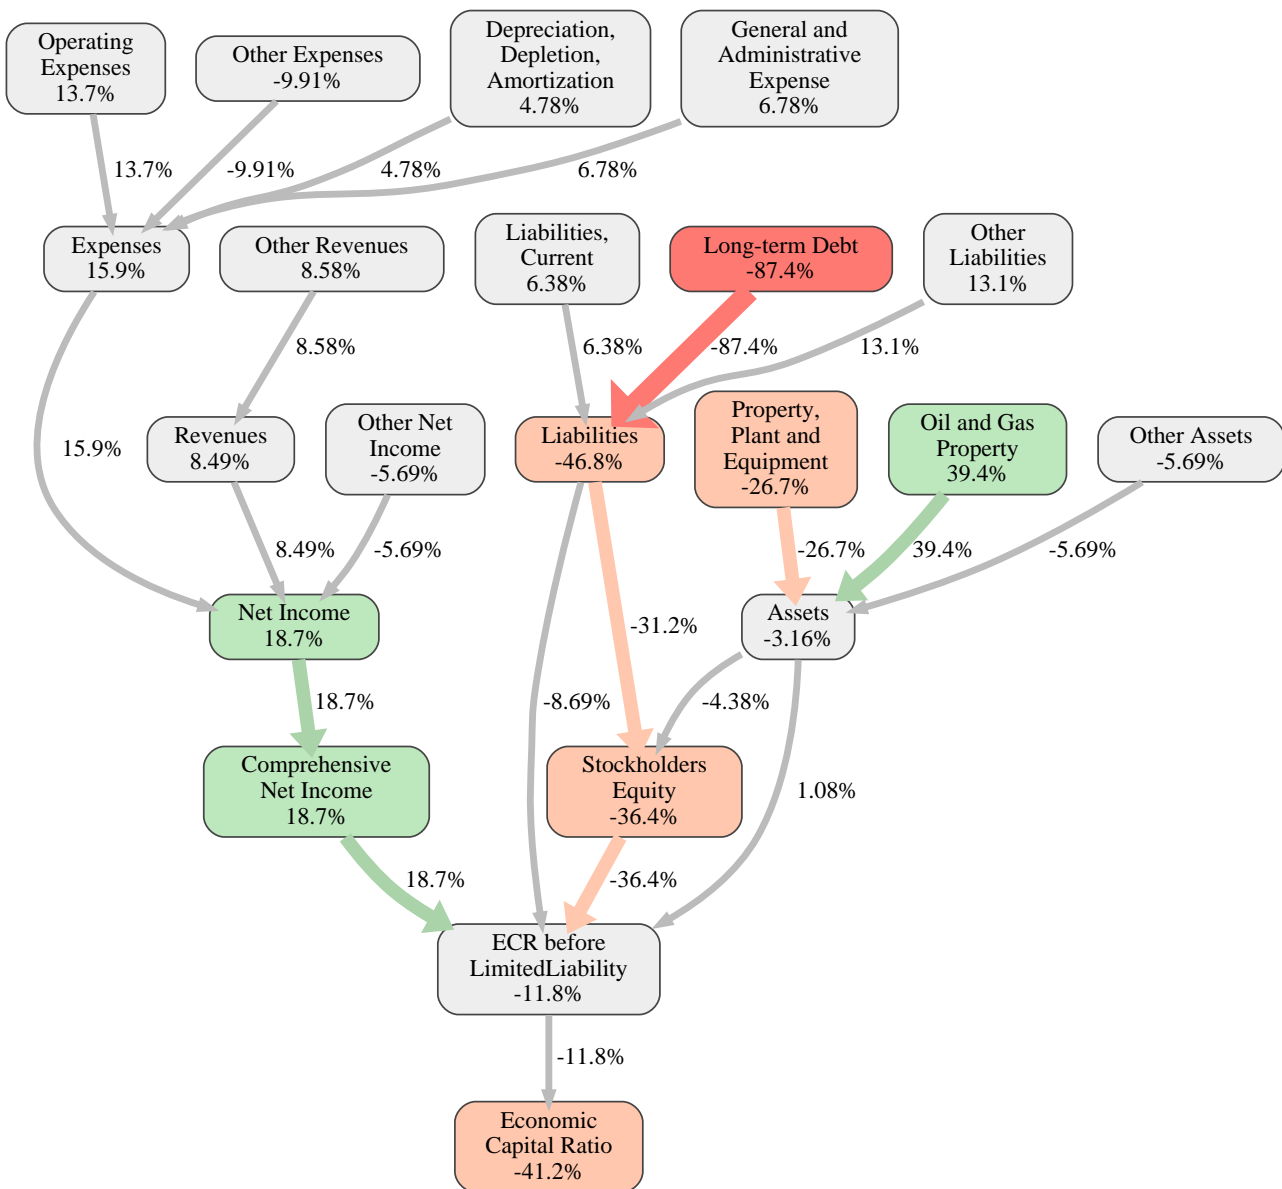 Operating
Expenses
13.7%
Other Expenses
-9.91%
Depreciation,
Depletion,
Amortization
4.78%
General and
Administrative
Expense
6.78%
13.7%
-9.91%
4.78%
6.78%
Expenses
15.9%
Other Revenues
8.58%
Liabilities,
Current
6.38%
Long-term Debt
-87.4%
Other
Liabilities
13.1%
8.58%
6.38%
-87.4%
13.1%
15.9%
Revenues
8.49%
Other Net
Income
-5.69%
Liabilities
-46.8%
Property,
Plant and
Equipment
-26.7%
Oil and Gas
Property
39.4%
Other Assets
-5.69%
8.49%
-5.69%
-26.7%
39.4%
-5.69%
Net Income
18.7%
-31.2%
Assets
-3.16%
18.7%
-8.69%
-4.38%
Comprehensive
Net Income
18.7%
Stockholders
Equity
-36.4%
1.08%
18.7%
-36.4%
ECR before
LimitedLiability
-11.8%
-11.8%
Economic
Capital Ratio
-41.2%